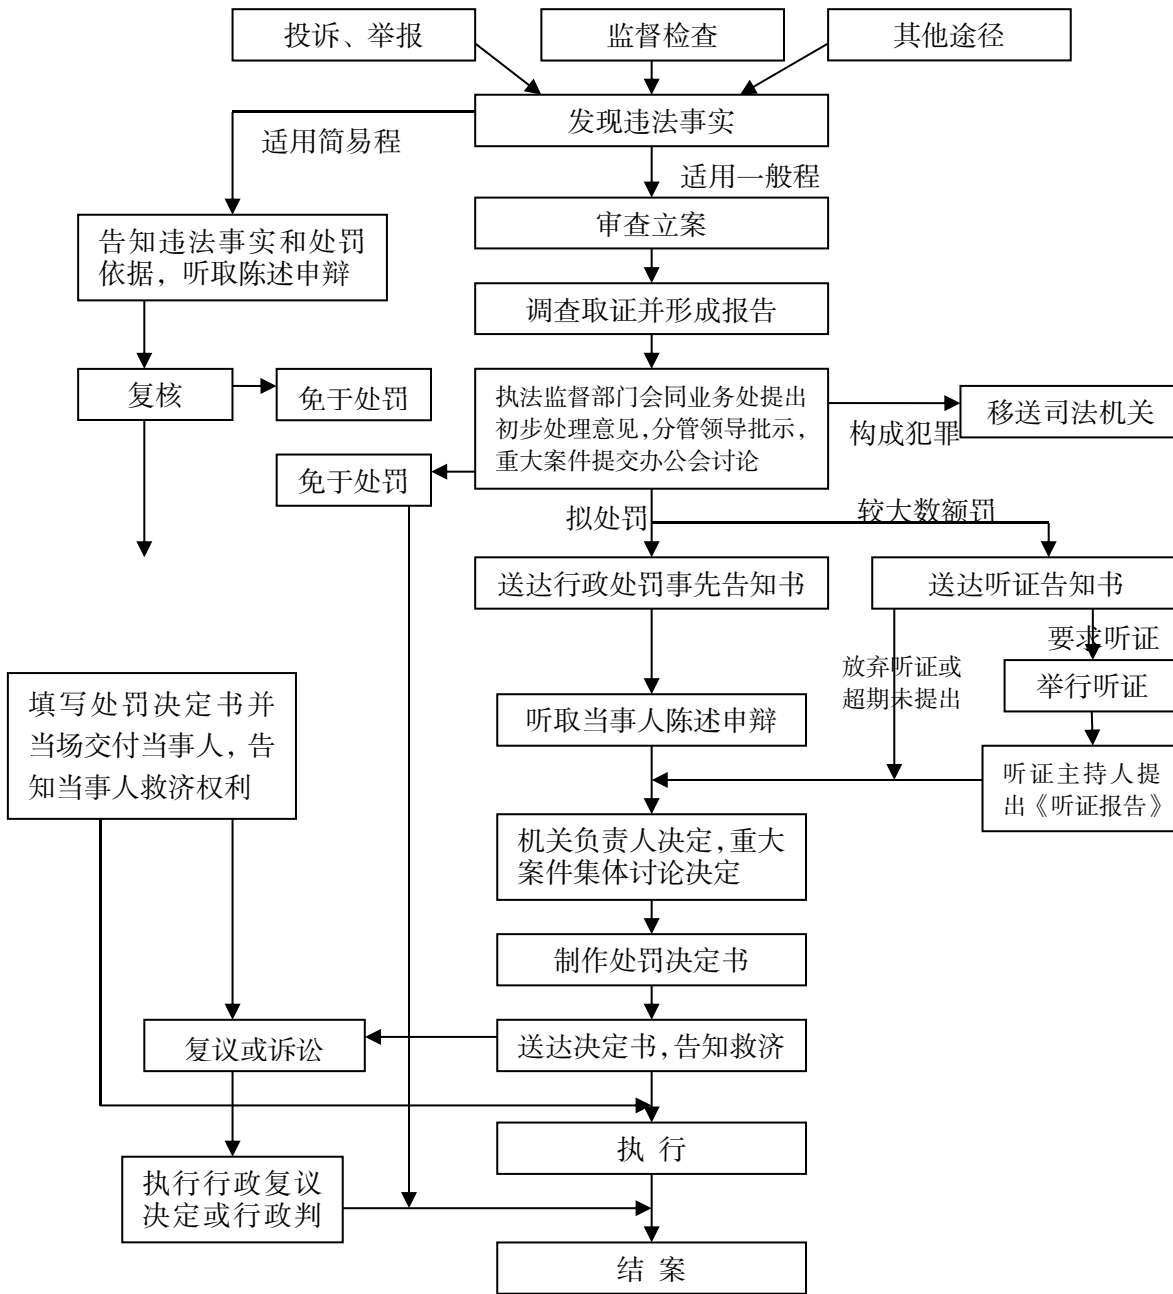 投诉、举报
监督检查
其他途径
发现违法事实
适用简易程
适用一般程
审查立案
告知违法事实和处罚
依据，听取陈述申辩
调查取证并形成报告
复核
免于处罚
执法监督部门会同业务处提出
初步处理意见，分管领导批示，
重大案件提交办公会讨论
移送司法机关
构成犯罪
免于处罚
拟处罚
较大数额罚
送达行政处罚事先告知书
送达听证告知书
要求听证
放弃听证或
超期未提出
举行听证
填写处罚决定书并
当场交付当事人，告
知当事人救济权利
听取当事人陈述申辩
听证主持人提
出《听证报告》
机关负责人决定，重大
案件集体讨论决定
制作处罚决定书
复议或诉讼
送达决定书，告知救济
执 行
执行行政复议
决定或行政判
结 案